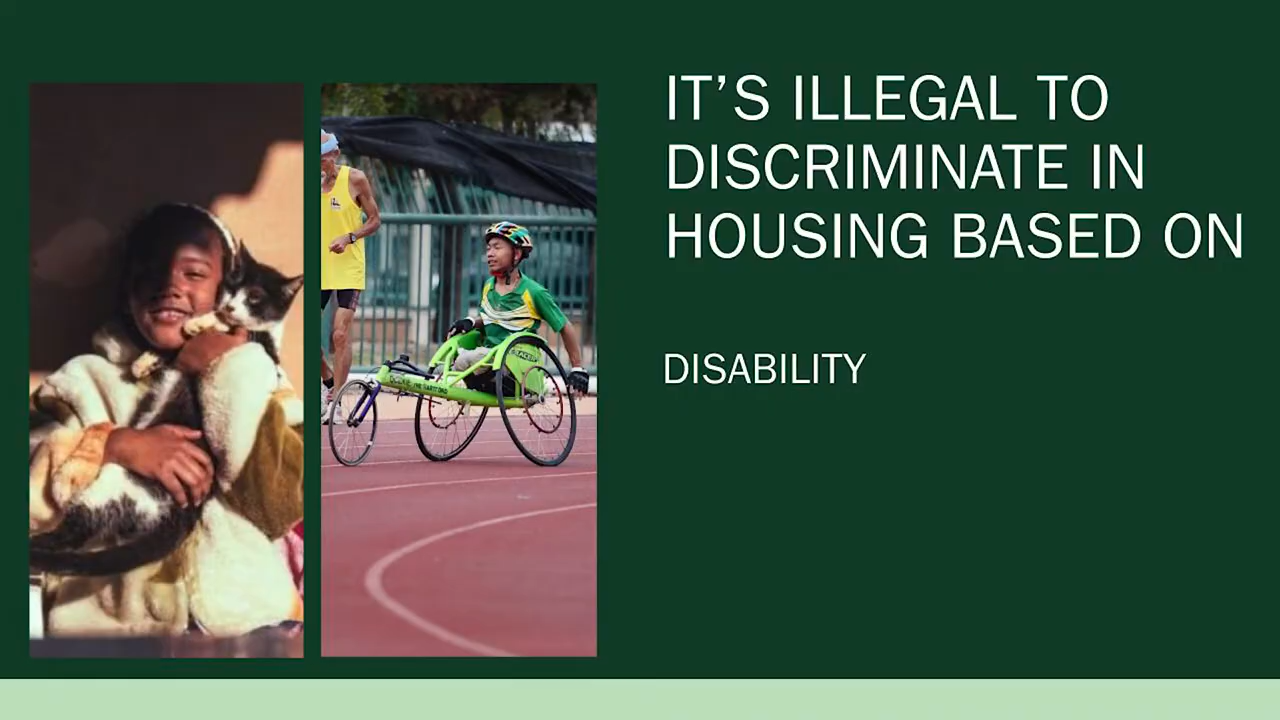 IT’S ILLEGAL TO
DISCRIMINATE IN
HOUSING BASED ON
DISABILITY